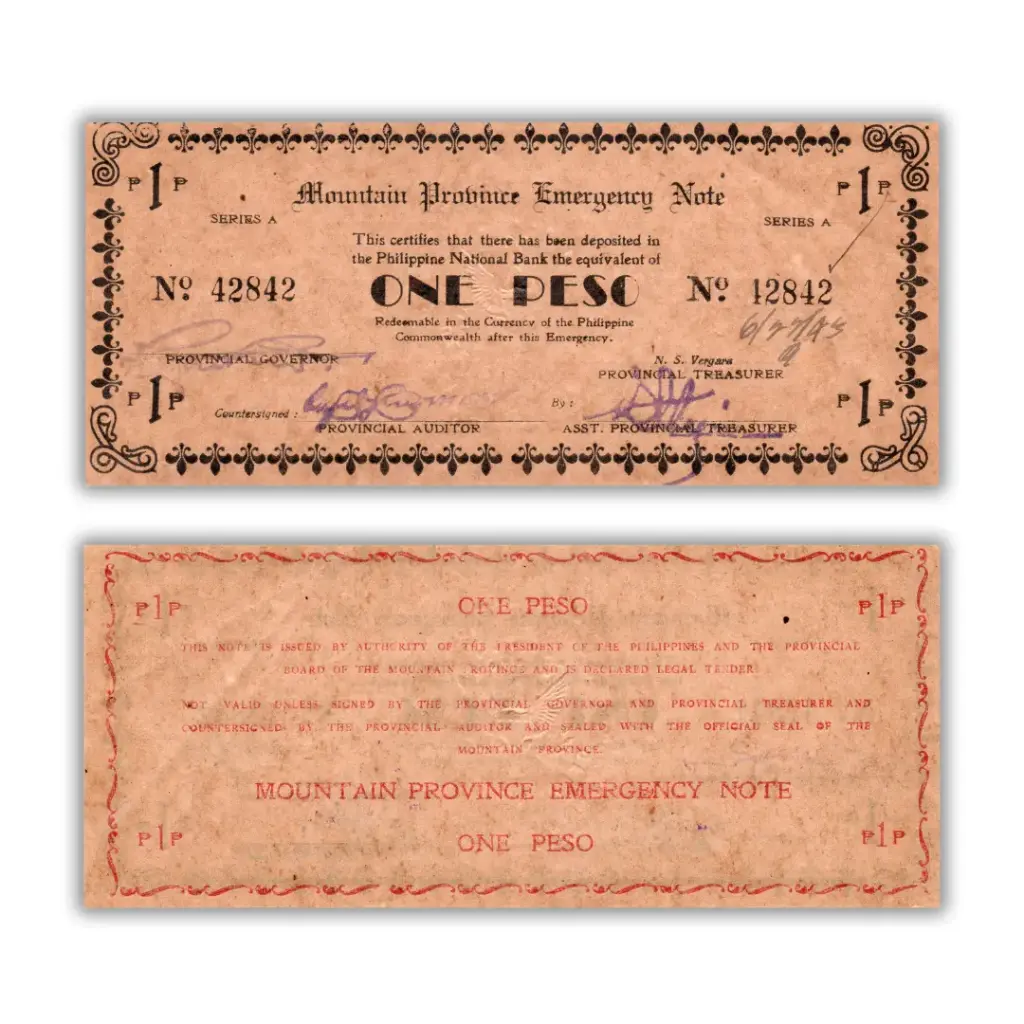 ₱ 1 ₱ ₱ 1 ₱
Mountain Province Emergency Note
SERIES A SERIES A
This certifies that there has been deposited in
the Philippine National Bank the equivalent of
Nº 42842 ONE PESO Nº 42842
Redeemable in the Currency of the Philippine
Commonwealth after this Emergency.
6/27/43
PROVINCIAL GOVERNOR
N. S. Vergara
PROVINCIAL TREASURER
₱ 1 ₱ ₱ 1 ₱
Countersigned : By :
PROVINCIAL AUDITOR ASST. PROVINCIAL TREASURER
₱ 1 ₱ ONE PESO ₱ 1 ₱
THIS NOTE IS ISSUED BY AUTHORITY OF THE PRESIDENT OF THE PHILIPPINES AND THE PROVINCIAL
BOARD OF THE MOUNTAIN PROVINCE AND IS DECLARED LEGAL TENDER
NOT VALID UNLESS SIGNED BY THE PROVINCIAL GOVERNOR AND PROVINCIAL TREASURER AND
COUNTERSIGNED BY THE PROVINCIAL AUDITOR AND SEALED WITH THE OFFICIAL SEAL OF THE
MOUNTAIN PROVINCE.
MOUNTAIN PROVINCE EMERGENCY NOTE
₱ 1 ₱ ONE PESO ₱ 1 ₱